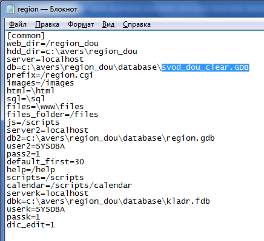 region — Блокнот
Файл Правка Формат Вид Справка
[common]
web_dir=/region_dou
hdd_dir=c:\avers\region_dou
server=localhost
db=c:\avers\region_dou\database\svod_dou_clear.GDB
prefix=/region.cgi
images=/images
html=\html
sql=\sql
files=\www\files
files_folder=/files
js=/scripts
server2=localhost
db2=c:\avers\region_dou\database\region.gdb
user2=SYSDBA
pass2=1
default_first=30
help=/help
scripts=/scripts
calendar=/scripts/calendar
serverk=localhost
dbk=c:\avers\region_dou\database\kladr.fdb
userk=SYSDBA
passk=1
dic_edit=1